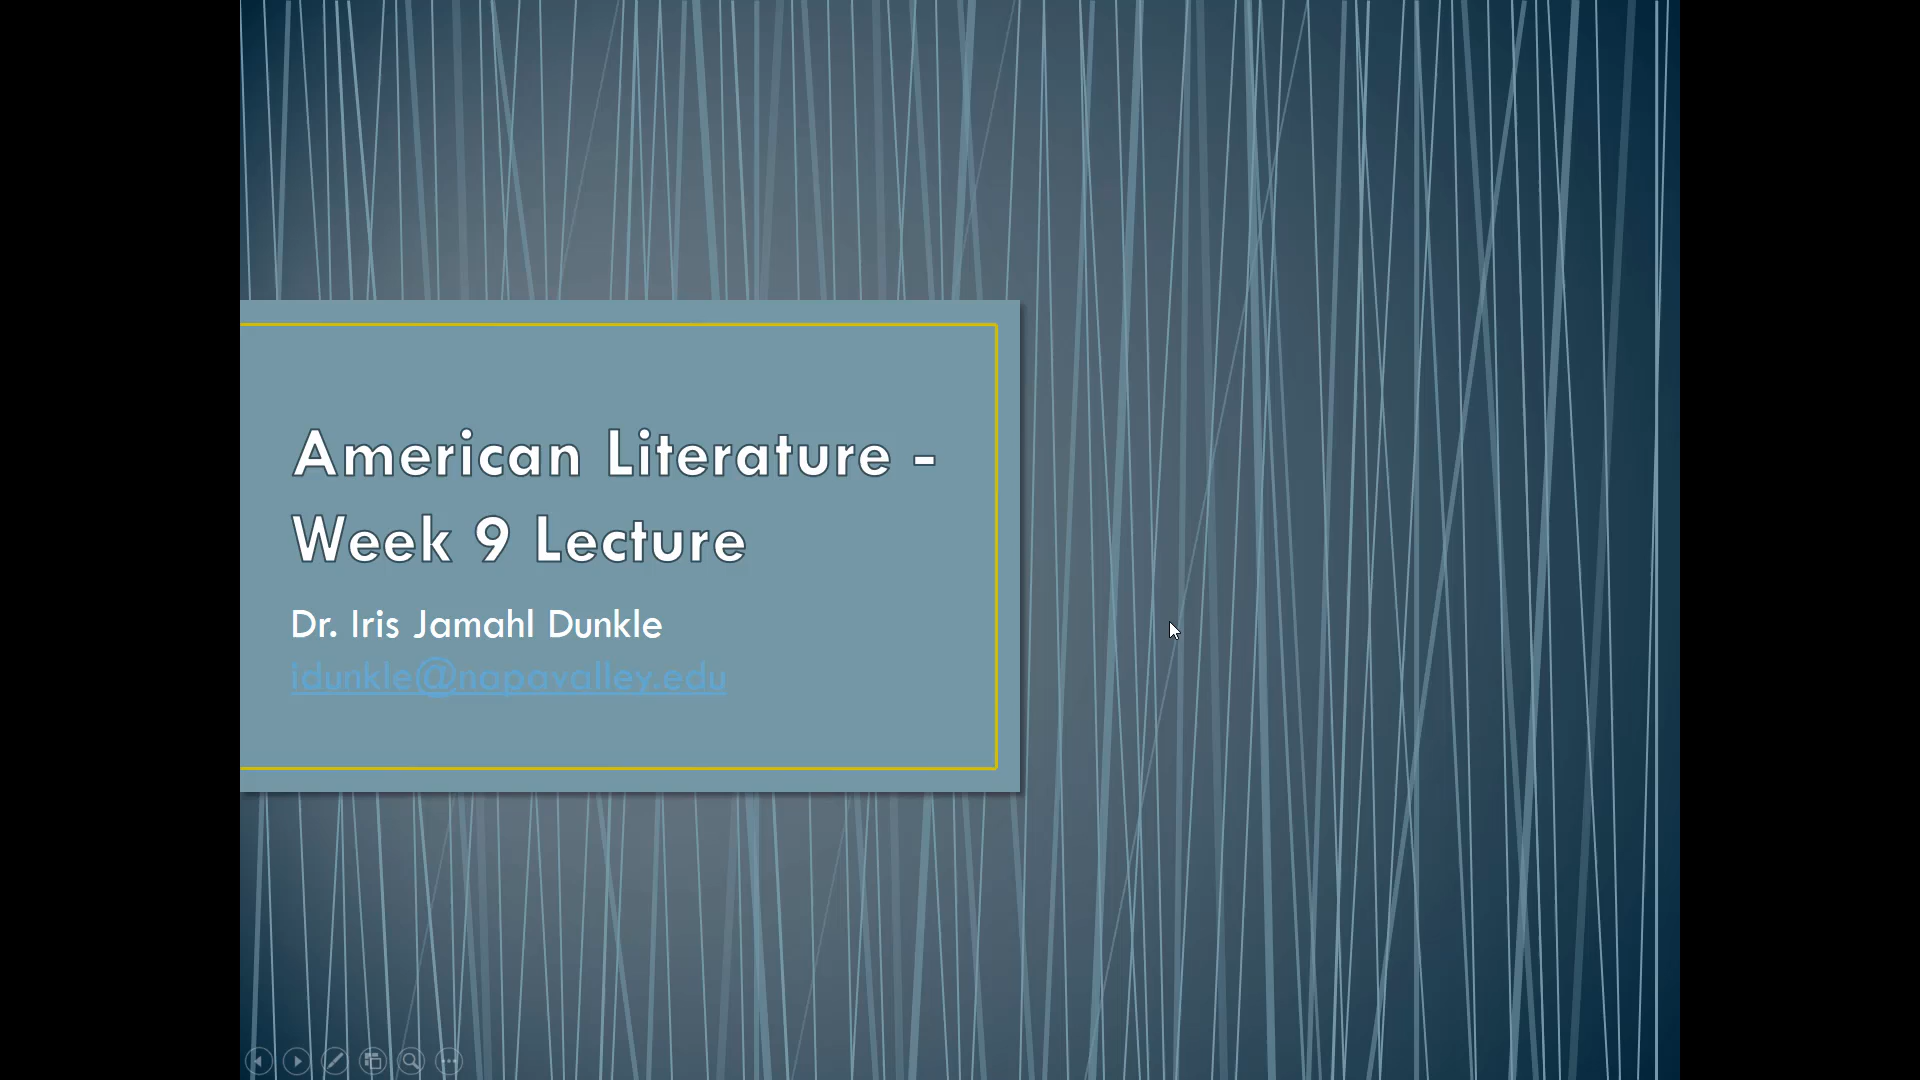 American Literature -
Week 9 Lecture
Dr. Iris Jamahl Dunkle
idunkle@napavalley.edu